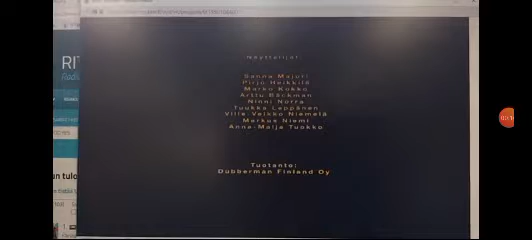 Näyttelijät:
Sanna Majuri
Pirjo Heikkilä
Marko Kokko
Arttu Bäckman
Ninni Norra
Tuukka Leppänen
Ville-Veikko Niemelä
Markus Niemi
Anna-Maija Tuokko
Tuotanto:
Dubberman Finland Oy